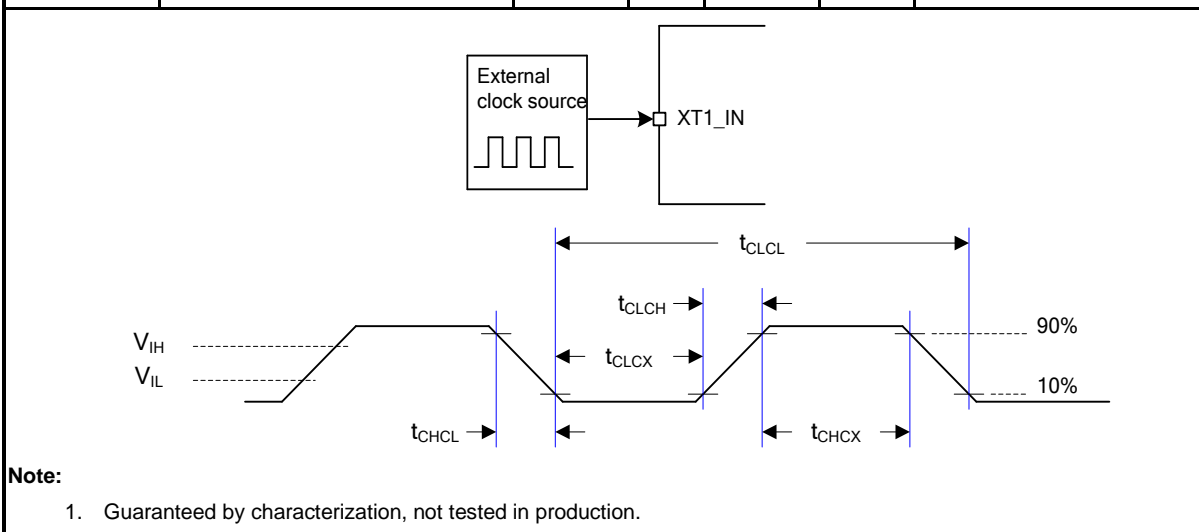 External
clock source
XT1_IN
tCLCL
tCLCH
90%
VIH
tCLCX
VIL
10%
tCHCL
tCHCX
Note:
1. Guaranteed by characterization, not tested in production.